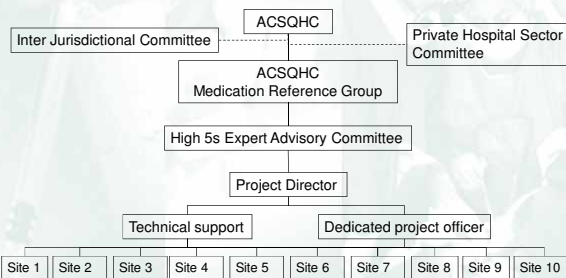 ACSQHC
Inter Jurisdictional Committee
Private Hospital Sector
Committee
ACSQHC
Medication Reference Group
High 5s Expert Advisory Committee
Project Director
Technical support
Dedicated project officer
Site 1
Site 2
Site 3
Site 4
Site 5
Site 6
Site 7
Site 8
Site 9
Site 10